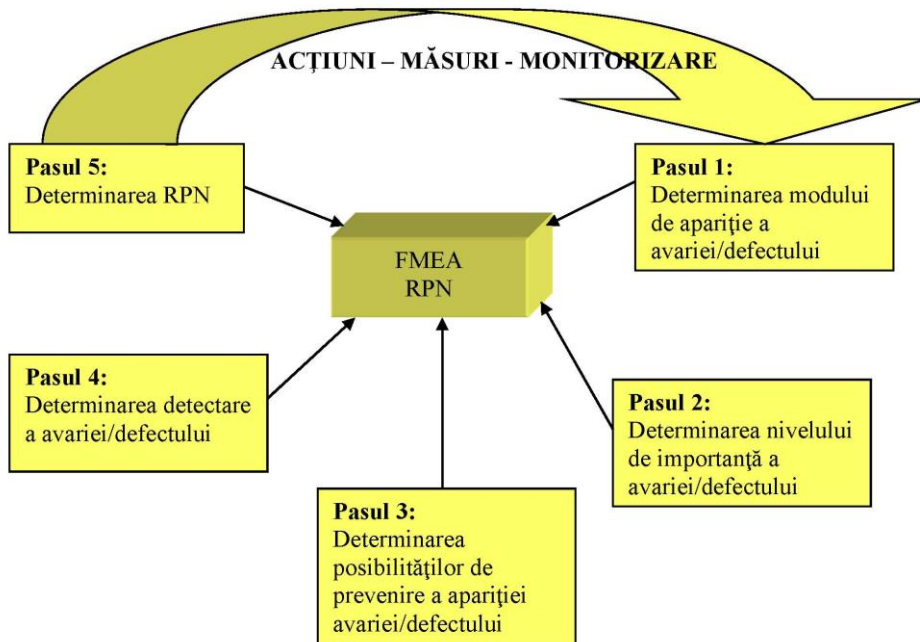 ACȚIUNI – MĂSURI - MONITORIZARE
Pasul 5:
Determinarea RPN
Pasul 1:
Determinarea modului
de apariţie a
avariei/defectului
FMEA
RPN
Pasul 4:
Determinarea detectare
a avariei/defectului
Pasul 2:
Determinarea nivelului
de importanţă a
avariei/defectului
Pasul 3:
Determinarea
posibilităţilor de
prevenire a apariţiei
avariei/defectului